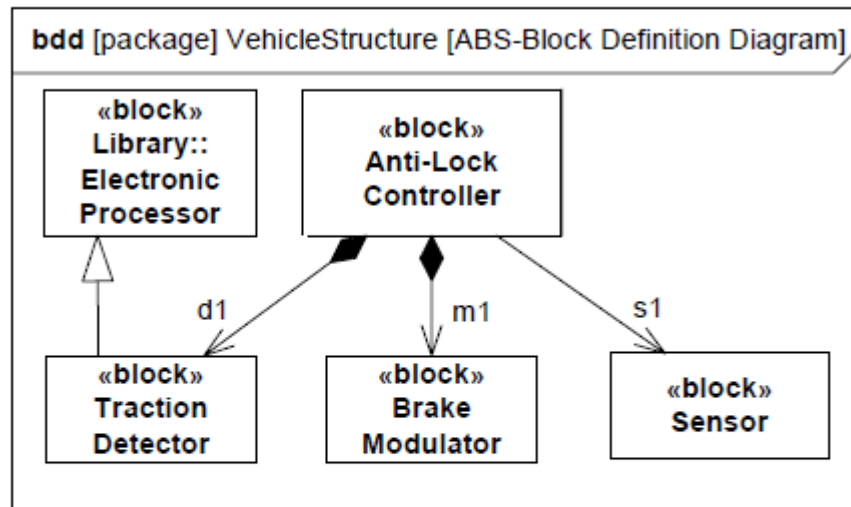 bdd [package] VehicleStructure [ABS-Block Definition Diagram]
«block»
Library::
Electronic
Processor
«block»
Anti-Lock
Controller
d1
m1
s1
«block»
Traction
Detector
«block»
Brake
Modulator
«block»
Sensor